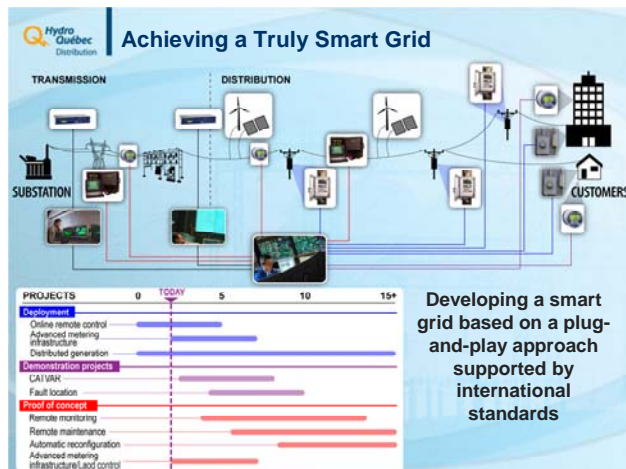 Hydro
Québec
Distribution
Achieving a Truly Smart Grid
TRANSMISSION
DISTRIBUTION
SUBSTATION
CUSTOMERS
PROJECTS 0 TODAY 5 10 15+
Deployment
Online remote control
Advanced metering
infrastructure
Distributed generation
Demonstration projects
CATVAR
Fault location
Proof of concept
Remote monitoring
Remote maintenance
Automatic reconfiguration
Advanced metering
infrastructure/Laod control
Developing a smart
grid based on a plug-
and-play approach
supported by
international
standards